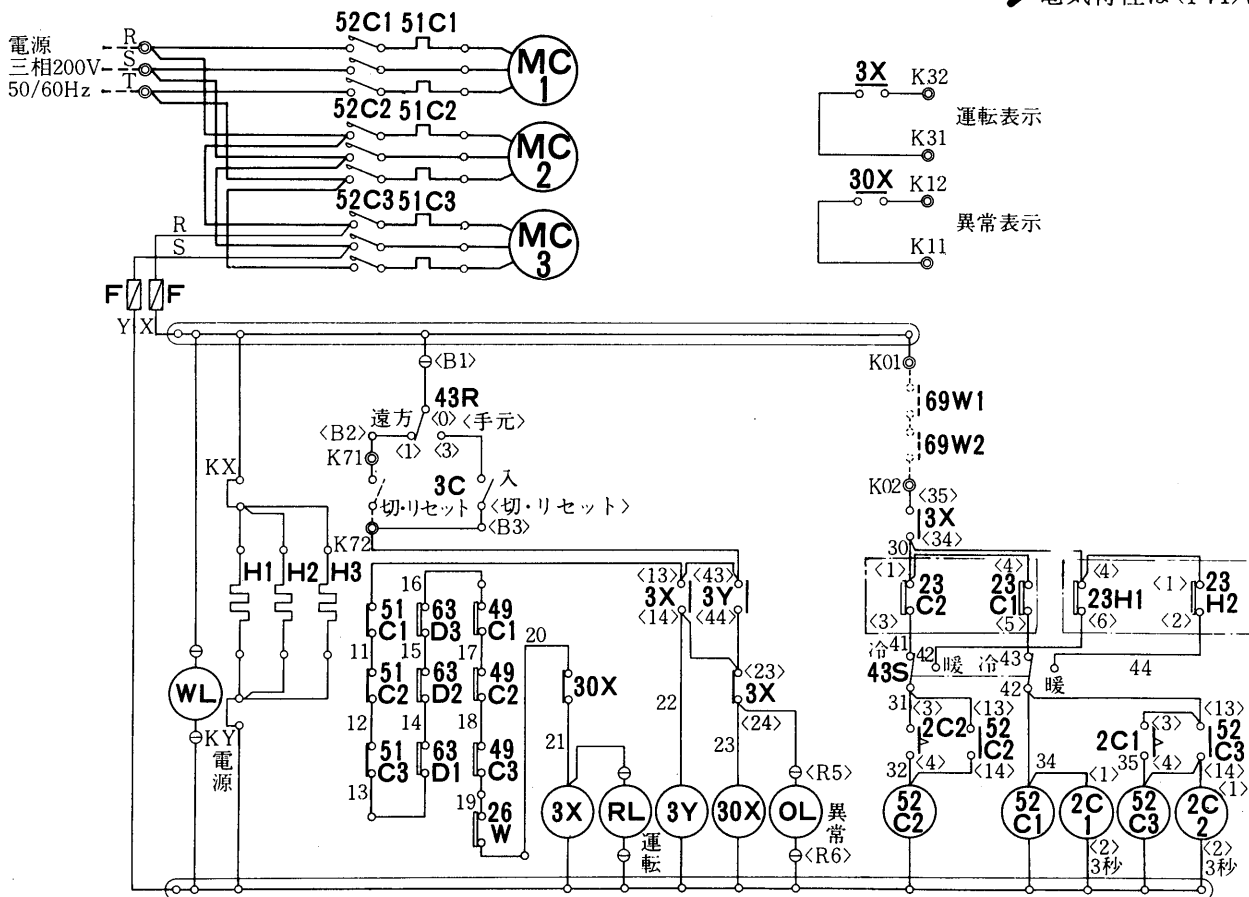 電気特性は
52C1 51C1
電源
三相200V
50/60Hz
R
S
T
MC
1
52C2 51C2
MC
2
52C3 51C3
MC
3
R
S
F F
Y X
3X K32
運転表示
K31
30X K12
異常表示
K11
<B1>
43R
遠方 <0> <手元>
<B2>
<1> <3>
K71
3C 入
切・リセット <切・リセット>
<B3>
K72
KX
H1 H2 H3
WL
KY
電源
51
C1
11
51
C2
12
51
C3
13
16
63
D3
15
63
D2
14
63
D1
49
C1
17
49
C2
18
49
C3
19
26
W
20
30X
21
3X
RL
運転
<13>
3X
<14>
22
3Y
<43>
3Y
<44>
<23>
3X
<24>
23
30X
<R5>
OL
異常
<R6>
K01
69W1
69W2
K02
<35>
3X
<34>
30
<1>
23
C2
<3>
<4>
23
C1
<5>
<4>
23H1
<6>
<1>
23
H2
<2>
冷 41 42 暖
43S
冷 43 暖 44
31
<3>
2C2
<4>
<13>
52
C2
<14>
32
52
C2
42
34
52
C1
<1>
2C
1
<2>
3秒
<3>
2C1
<4>
35
<13>
52
C3
<14>
52
C3
<1>
2C
2
<2>
3秒